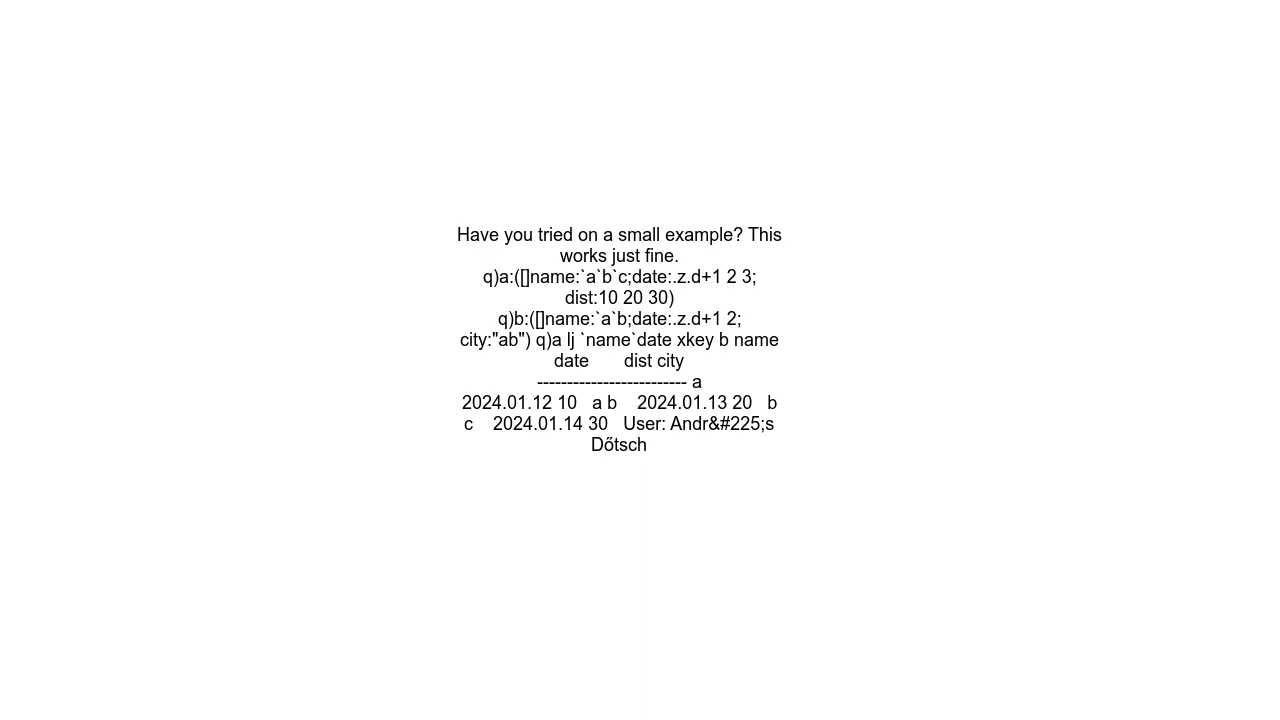 Have you tried on a small example? This
works just fine.
q)a:([]name:`a`b`c;date:.z.d+1 2 3;
dist:10 20 30)
q)b:([]name:`a`b;date:.z.d+1 2;
city:"ab") q)a lj `name`date xkey b name
date       dist city
------------------------- a
2024.01.12 10   a b    2024.01.13 20   b
c    2024.01.14 30   User: Andr&#225;s
Dőtsch